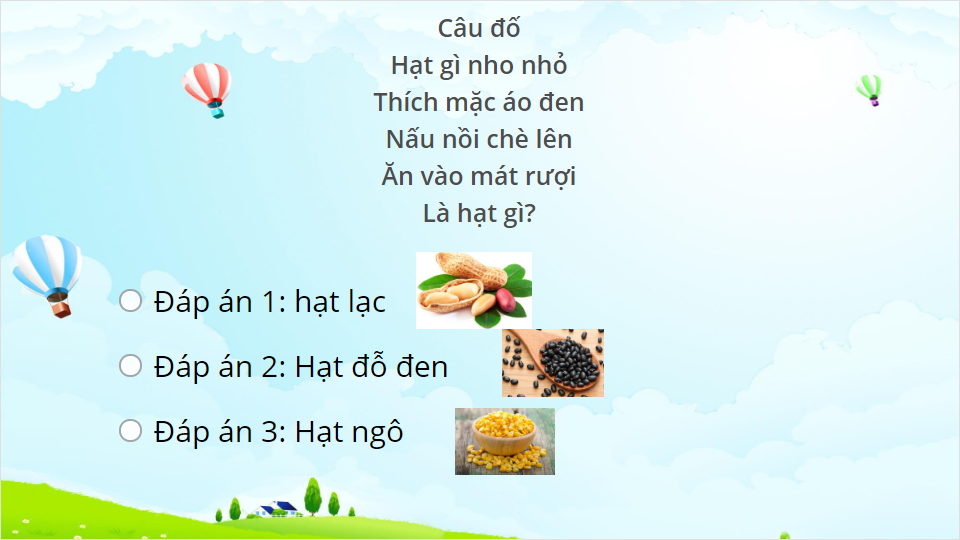 Câu đố
Hạt gì nho nhỏ
Thích mặc áo đen
Nấu nồi chè lên
Ăn vào mát rượi
Là hạt gì?
Đáp án 1: hạt lạc
Đáp án 2: Hạt đỗ đen
Đáp án 3: Hạt ngô